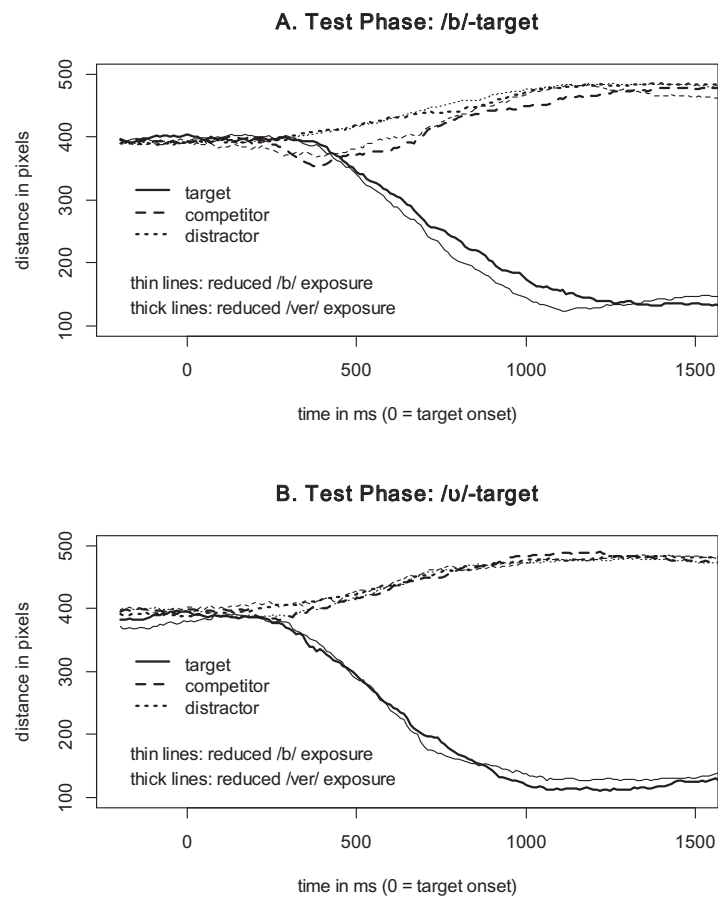 A. Test Phase: /b/-target
500
400
300
200
100
distance in pixels
target
competitor
distractor
thin lines: reduced /b/ exposure
thick lines: reduced /ver/ exposure
0 500 1000 1500
time in ms (0 = target onset)
B. Test Phase: /ʋ/-target
500
400
300
200
100
distance in pixels
target
competitor
distractor
thin lines: reduced /b/ exposure
thick lines: reduced /ver/ exposure
0 500 1000 1500
time in ms (0 = target onset)